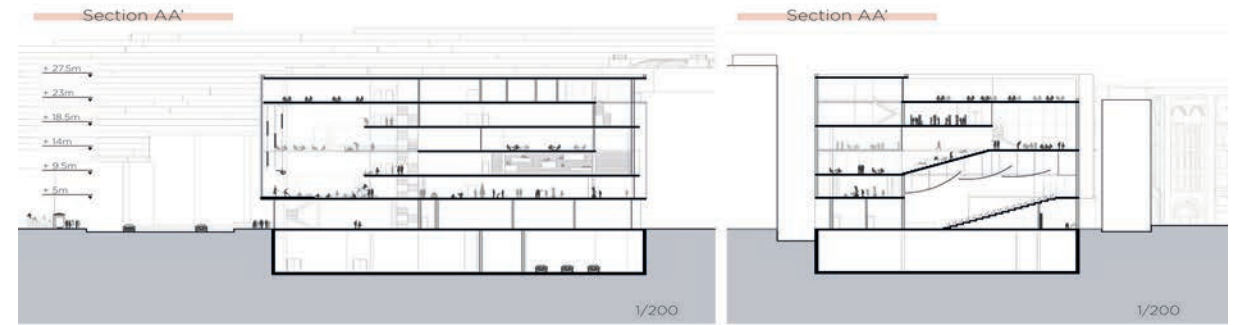 Section AA'
+ 27.5m
+ 23m
+ 18.5m
+ 14m
+ 9.5m
+ 5m
1/200
Section AA'
1/200